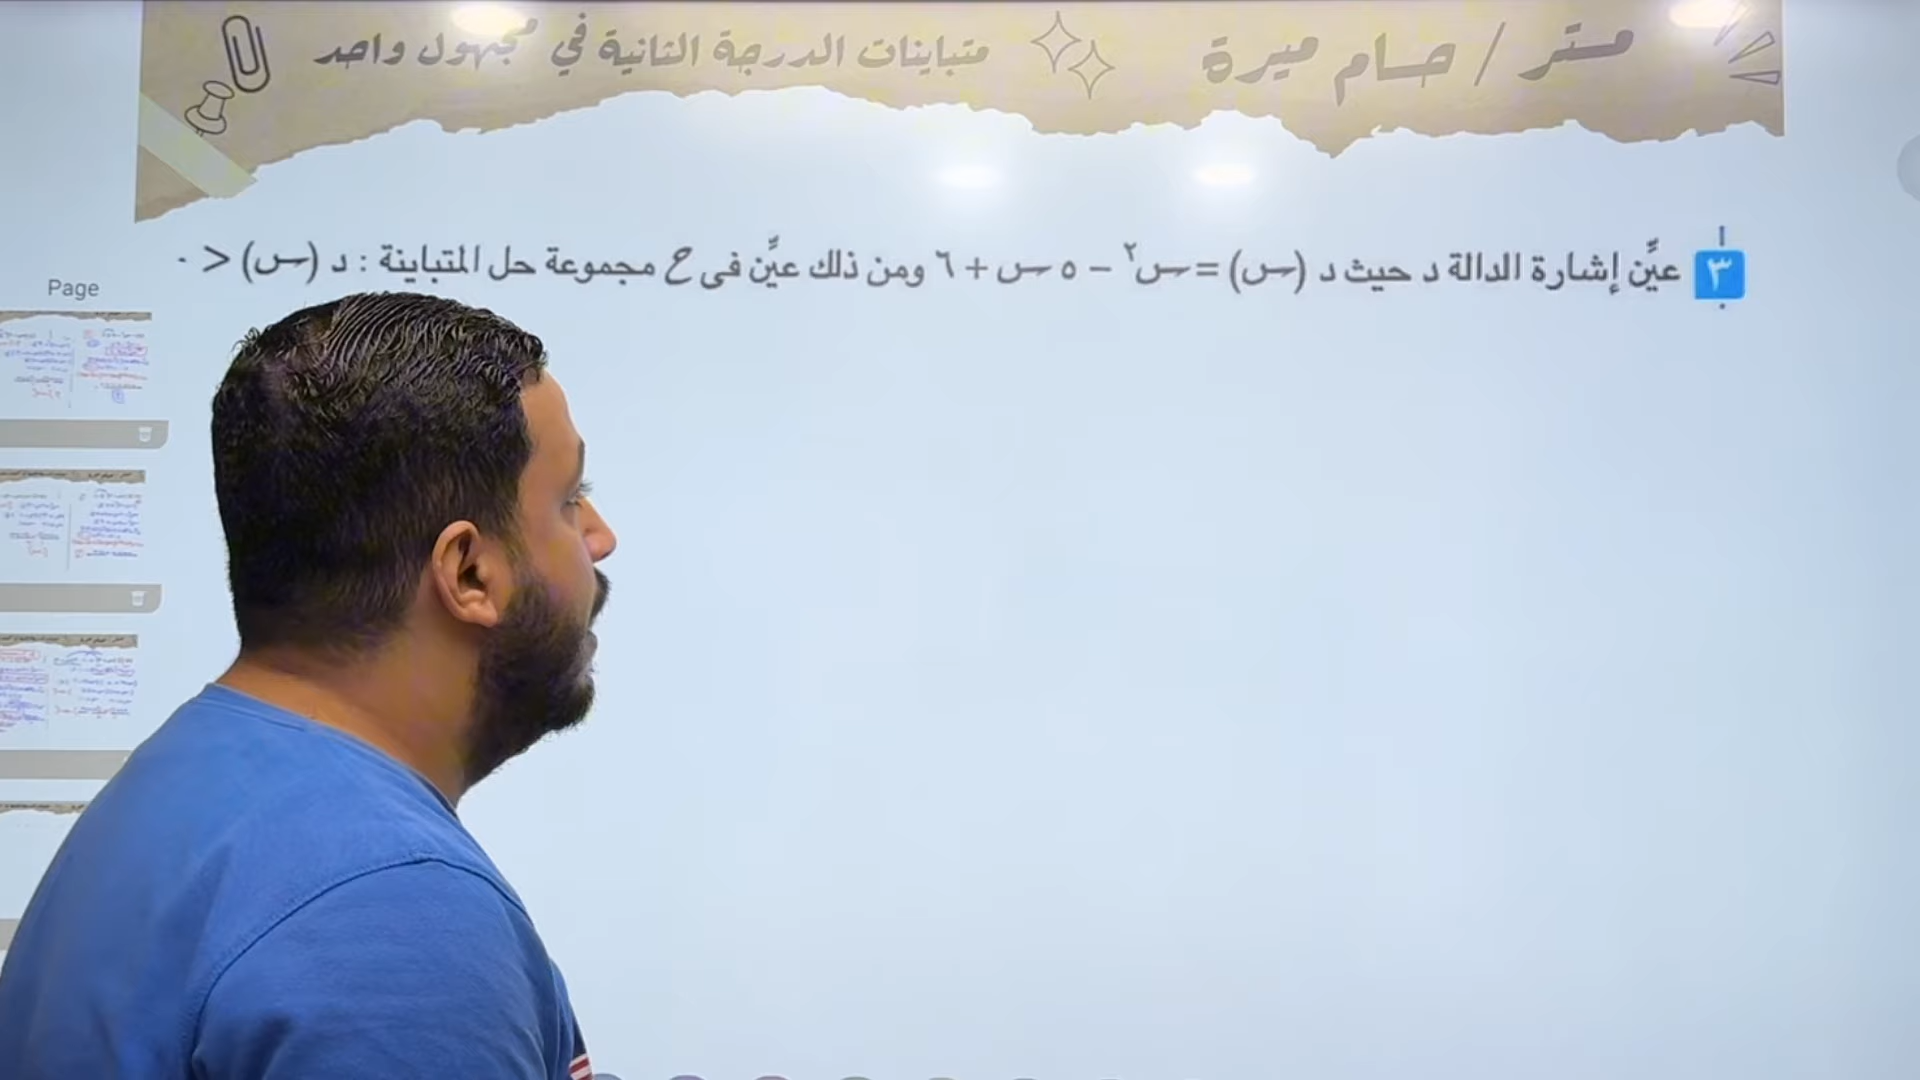 مستر / حسام ميرة متباينات الدرجة الثانية في مجهول واحد
٣ عيِّن إشارة الدالة د حيث د (س) = س٢ – ٥ س + ٦ ومن ذلك عيِّن فى ح مجموعة حل المتباينة : د (س) > ٠
Page